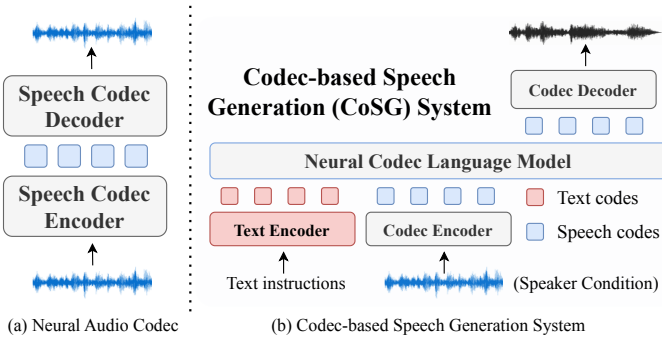 Speech Codec
Decoder
Speech Codec
Encoder
(a) Neural Audio Codec
Codec-based Speech
Generation (CoSG) System
Codec Decoder
Neural Codec Language Model
Text Encoder
Codec Encoder
Text codes
Speech codes
Text instructions
(Speaker Condition)
(b) Codec-based Speech Generation System